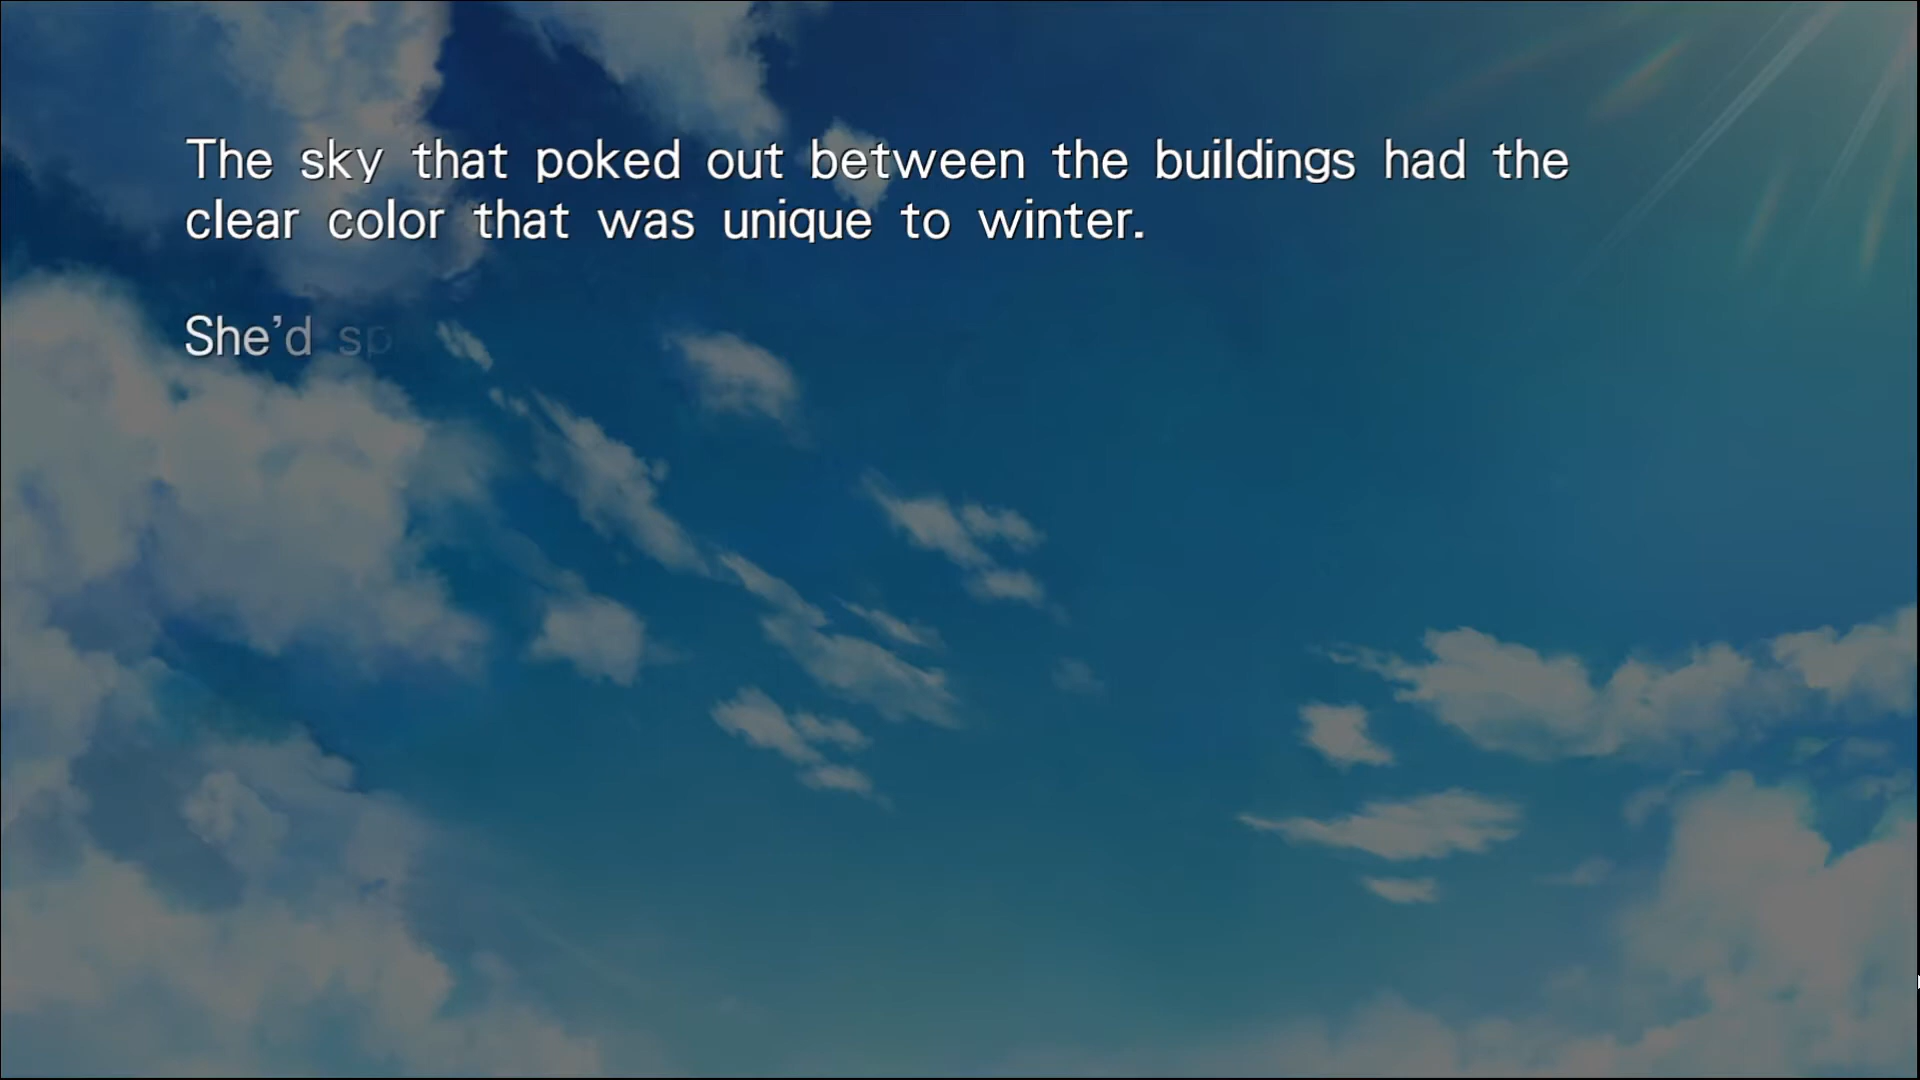 The sky that poked out between the buildings had the
clear color that was unique to winter.
She’d